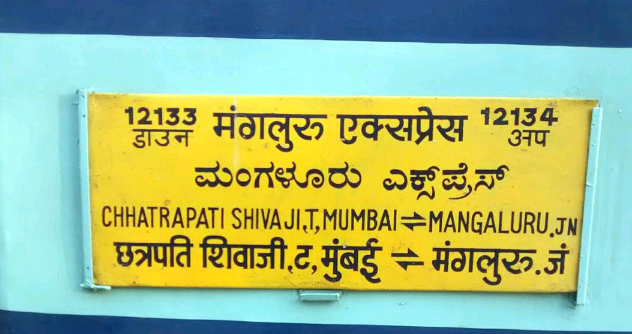 12133 डाउन मंगलुरु एक्सप्रेस 12134 अप
ಮಂಗಳೂರು ಎಕ್ಸ್‌ಪ್ರೆಸ್
CHHATRAPATI SHIVAJI,T,MUMBAI⇌MANGALURU.JN
छत्रपति शिवाजी.ट,मुंबई ⇌ मंगलुरु.जं